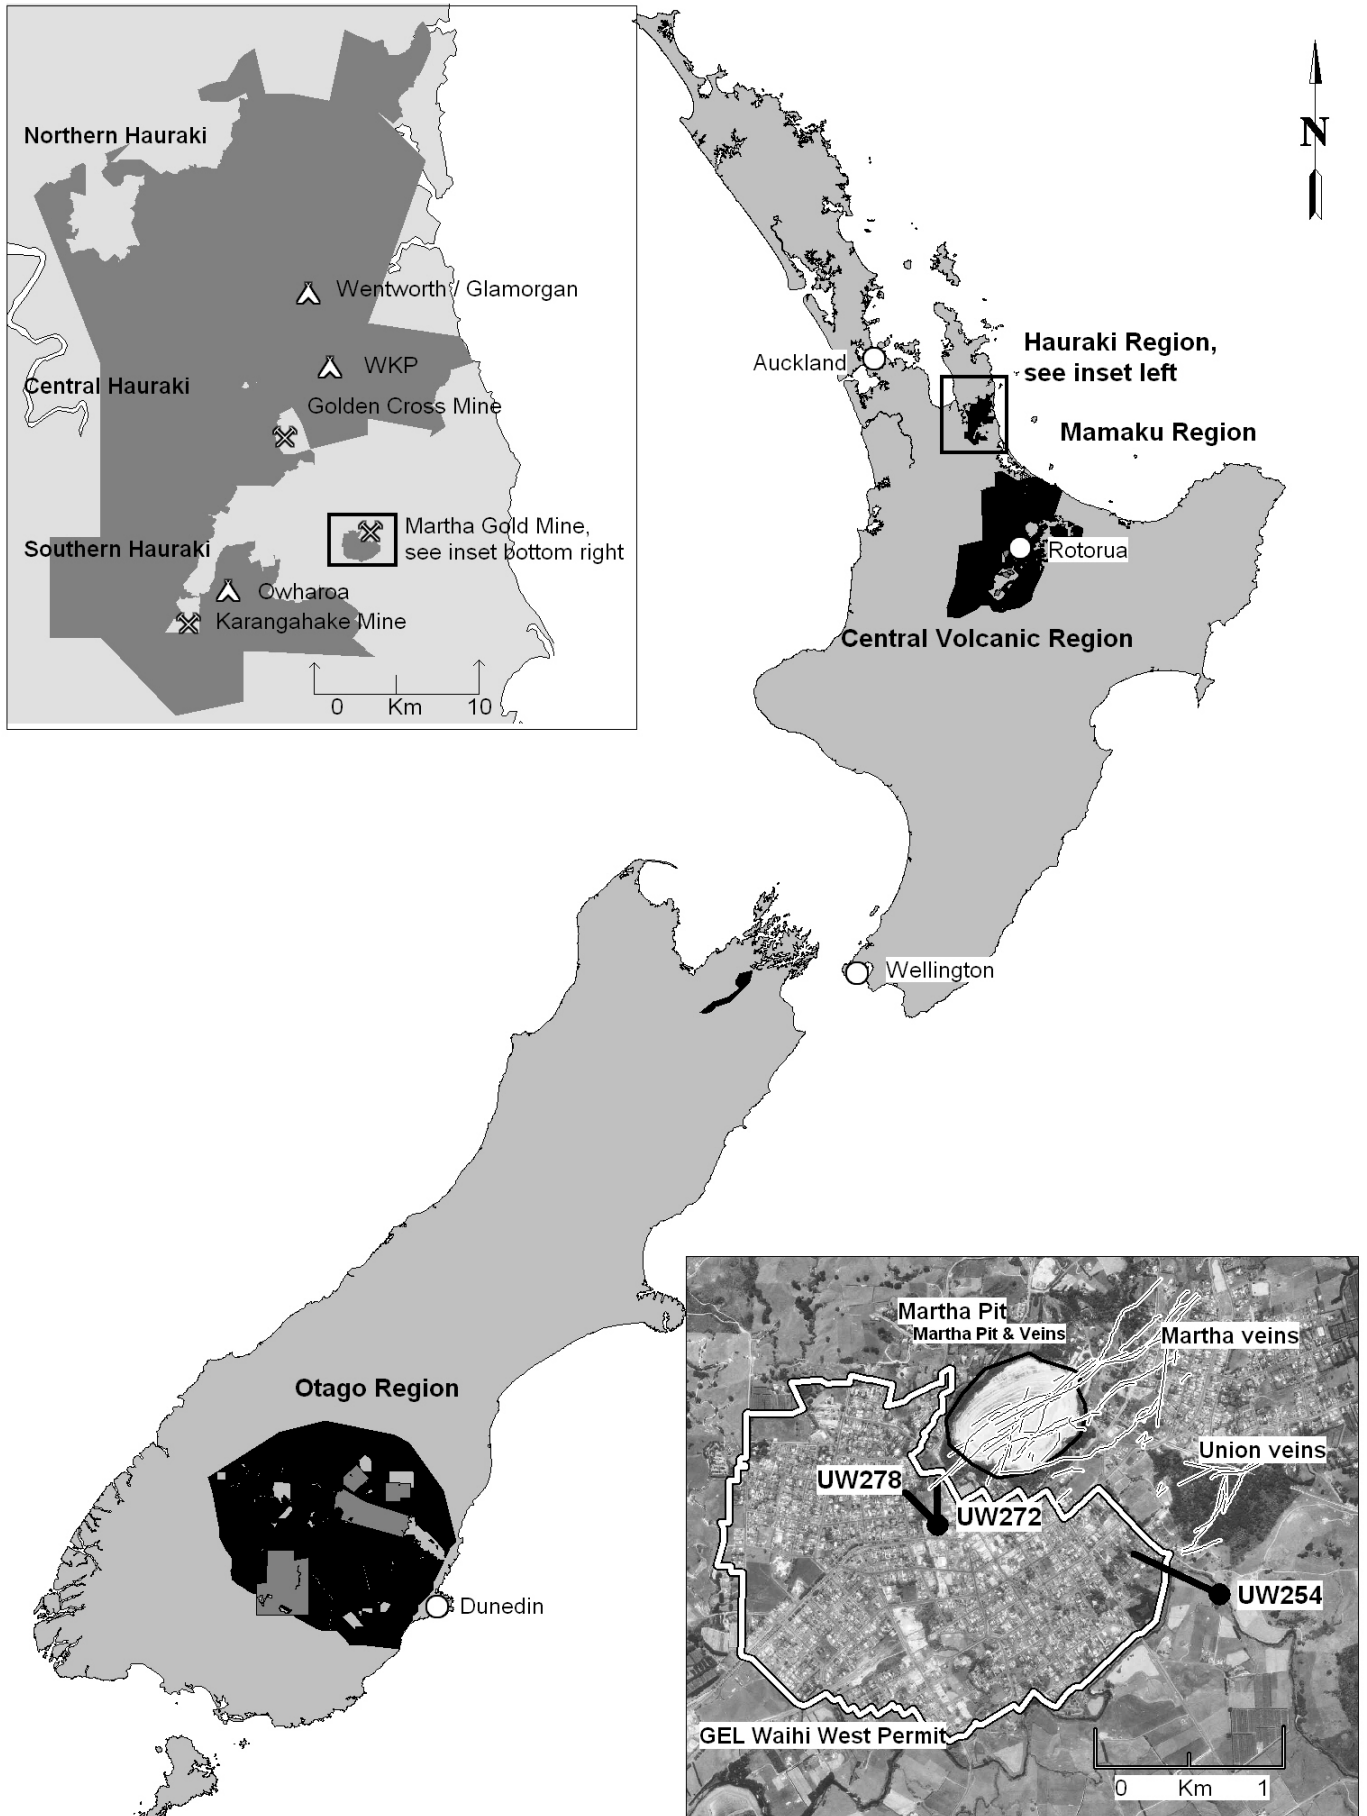 Northern Hauraki
Wentworth / Glamorgan
WKP
Central Hauraki
Golden Cross Mine
Southern Hauraki
Martha Gold Mine,
see inset bottom right
Owharoa
Karangahake Mine
0 Km 10
N
Auckland
Hauraki Region,
see inset left
Mamaku Region
Rotorua
Central Volcanic Region
Wellington
Otago Region
Dunedin
Martha Pit
Martha Pit & Veins
Martha veins
Union veins
UW278
UW272
UW254
GEL Waihi West Permit
0 Km 1